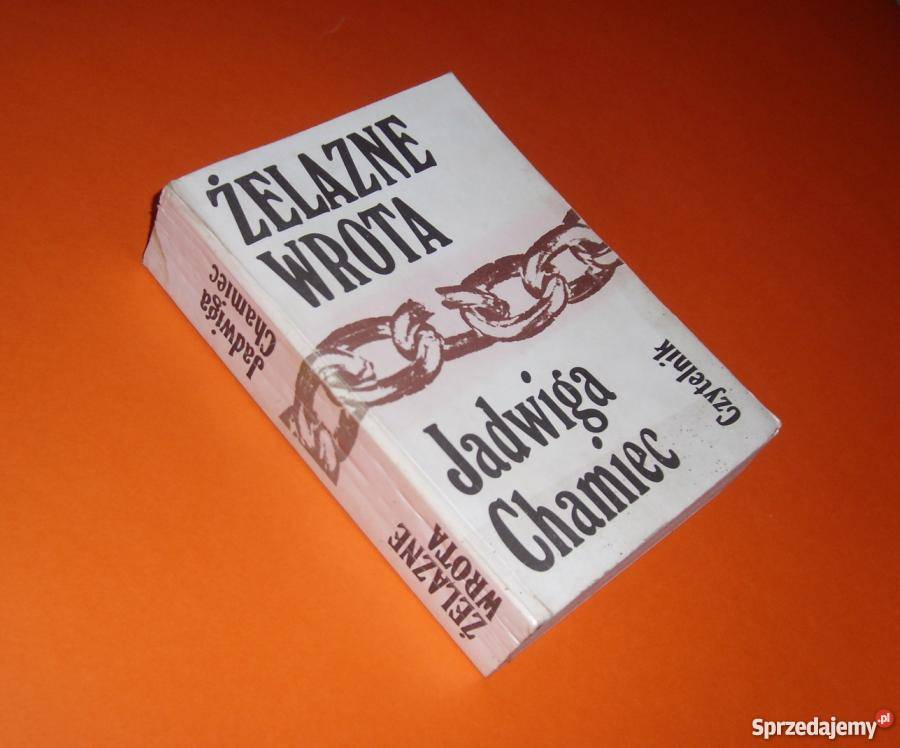 ŻELAZNE
WROTA
Jadwiga
Chamiec
Czytelnik
Jadwiga
Chamiec
ŻELAZNE
WROTA
Sprzedajemy.pl